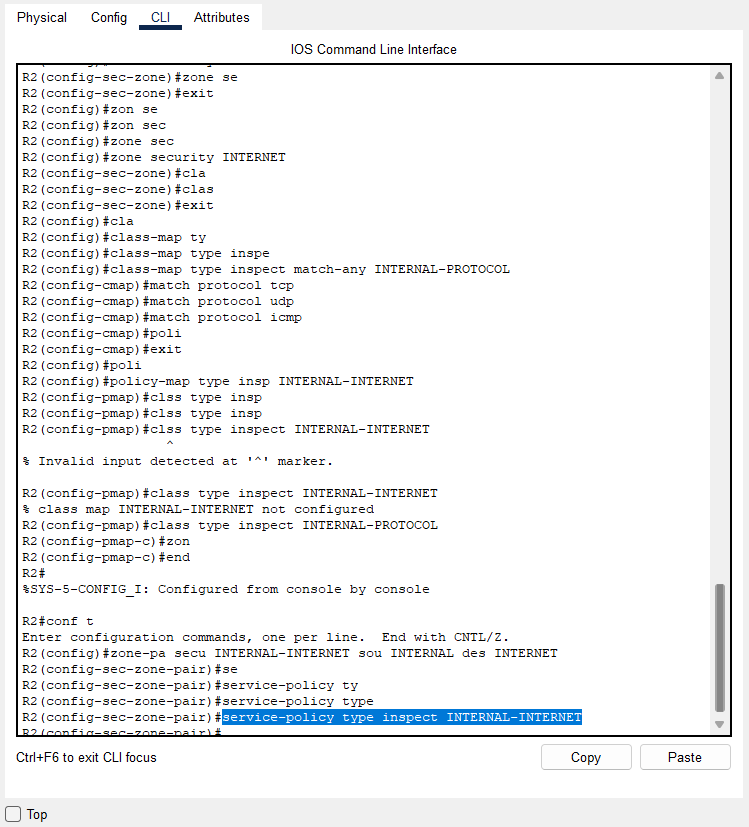 Physical Config CLI Attributes
IOS Command Line Interface
R2(config-sec-zone)#zone se
R2(config-sec-zone)#exit
R2(config)#zon se
R2(config)#zon sec
R2(config)#zone sec
R2(config)#zone security INTERNET
R2(config-sec-zone)#cla
R2(config-sec-zone)#clas
R2(config-sec-zone)#exit
R2(config)#cla
R2(config)#class-map ty
R2(config)#class-map type inspe
R2(config)#class-map type inspect match-any INTERNAL-PROTOCOL
R2(config-cmap)#match protocol tcp
R2(config-cmap)#match protocol udp
R2(config-cmap)#match protocol icmp
R2(config-cmap)#poli
R2(config-cmap)#exit
R2(config)#poli
R2(config)#policy-map type insp INTERNAL-INTERNET
R2(config-pmap)#clss type insp
R2(config-pmap)#clss type insp
R2(config-pmap)#clss type inspect INTERNAL-INTERNET
^
% Invalid input detected at '^' marker.
R2(config-pmap)#class type inspect INTERNAL-INTERNET
% class map INTERNAL-INTERNET not configured
R2(config-pmap)#class type inspect INTERNAL-PROTOCOL
R2(config-pmap-c)#zon
R2(config-pmap-c)#end
R2#
%SYS-5-CONFIG_I: Configured from console by console
R2#conf t
Enter configuration commands, one per line. End with CNTL/Z.
R2(config)#zone-pa secu INTERNAL-INTERNET sou INTERNAL des INTERNET
R2(config-sec-zone-pair)#se
R2(config-sec-zone-pair)#service-policy ty
R2(config-sec-zone-pair)#service-policy type
R2(config-sec-zone-pair)#service-policy type inspect INTERNAL-INTERNET
R2(config-sec-zone-pair)#
Ctrl+F6 to exit CLI focus
Copy Paste
Top